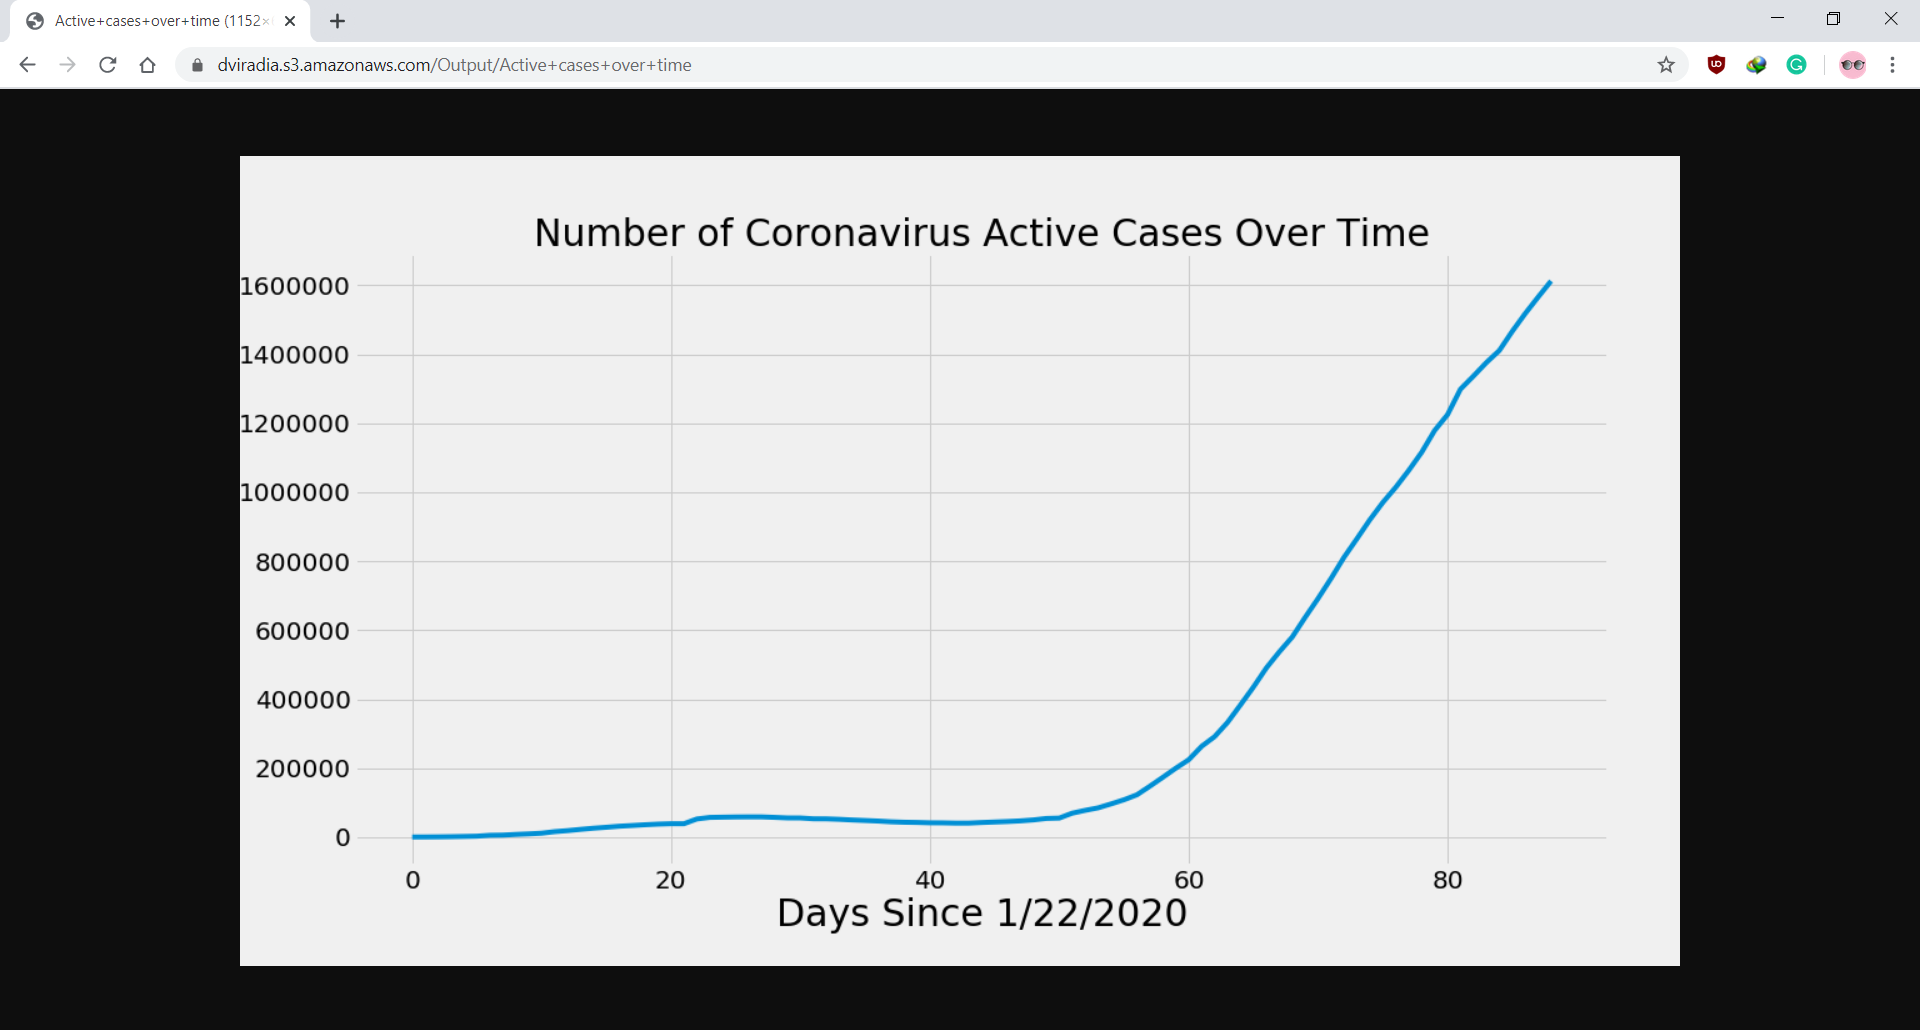 Active+cases+over+time (1152×
dviradia.s3.amazonaws.com/Output/Active+cases+over+time
Number of Coronavirus Active Cases Over Time
1600000
1400000
1200000
1000000
800000
600000
400000
200000
0
0 20 40 60 80
Days Since 1/22/2020